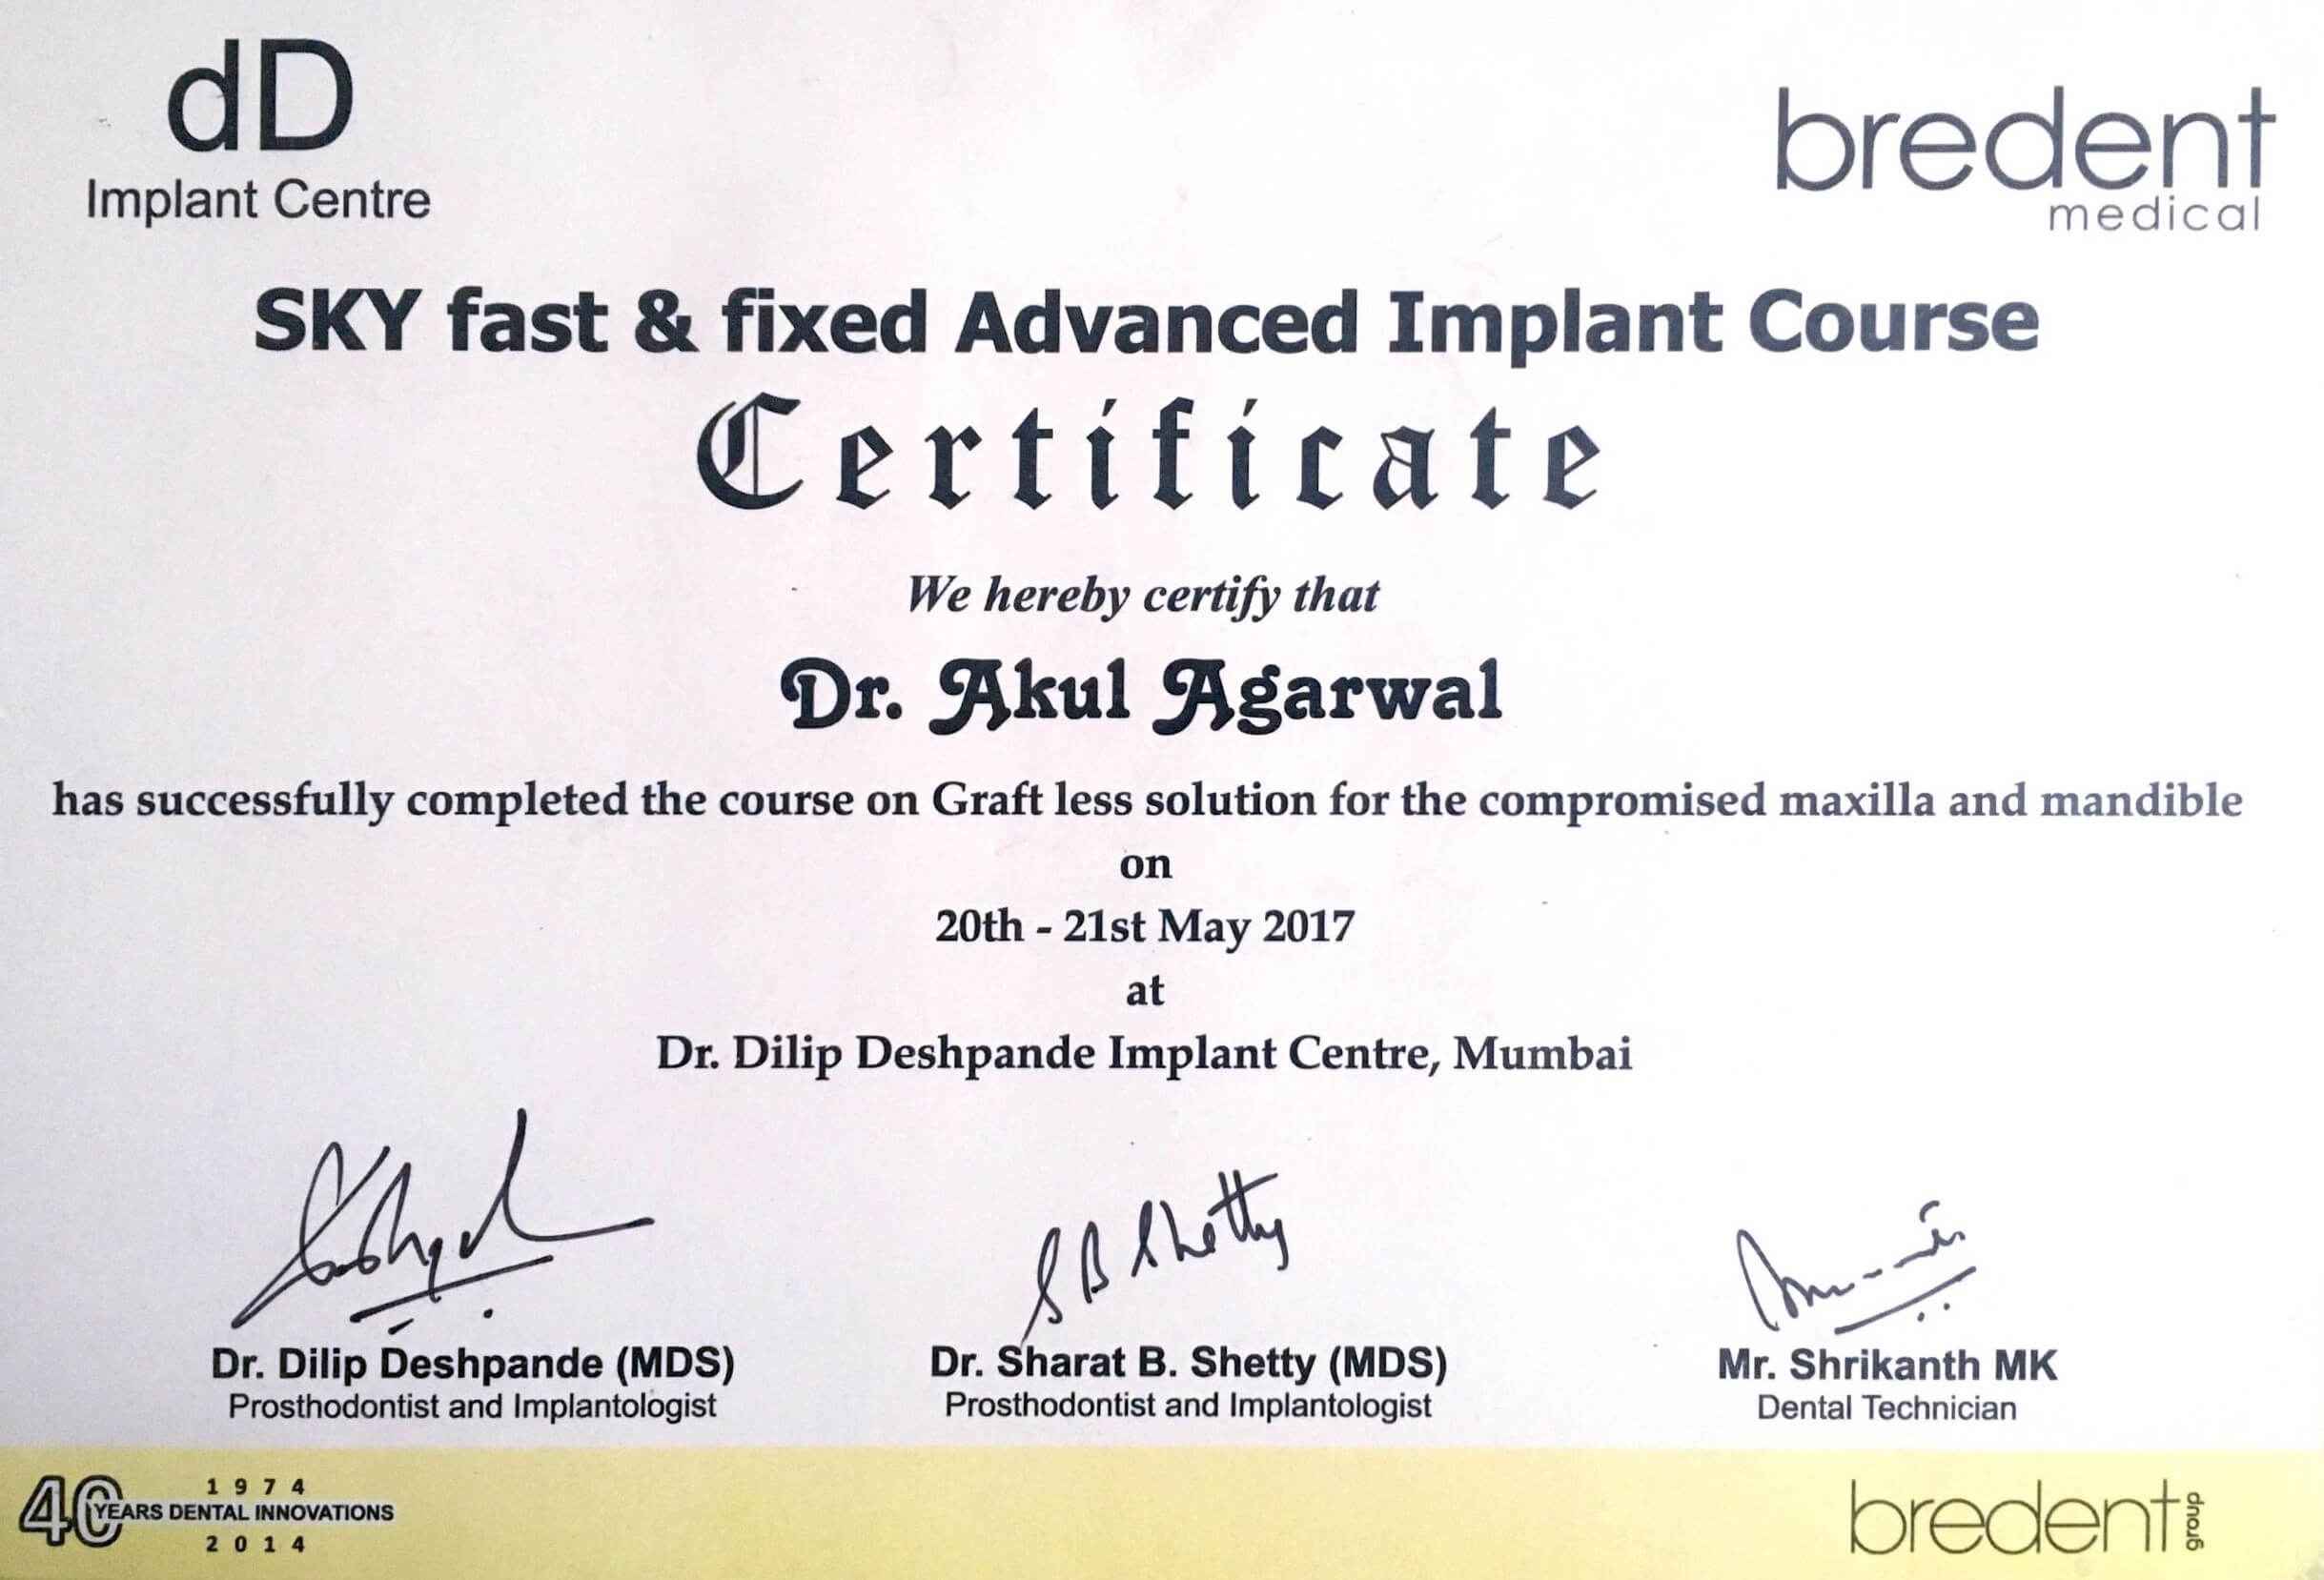 dD
Implant Centre
bredent
medical
SKY fast & fixed Advanced Implant Course
Certificate
We hereby certify that
Dr. Akul Agarwal
has successfully completed the course on Graft less solution for the compromised maxilla and mandible
on
20th - 21st May 2017
at
Dr. Dilip Deshpande Implant Centre, Mumbai
S B Shetty
Dr. Dilip Deshpande (MDS)
Prosthodontist and Implantologist
Dr. Sharat B. Shetty (MDS)
Prosthodontist and Implantologist
Mr. Shrikanth MK
Dental Technician
1974
40 YEARS DENTAL INNOVATIONS
2014
bredent group